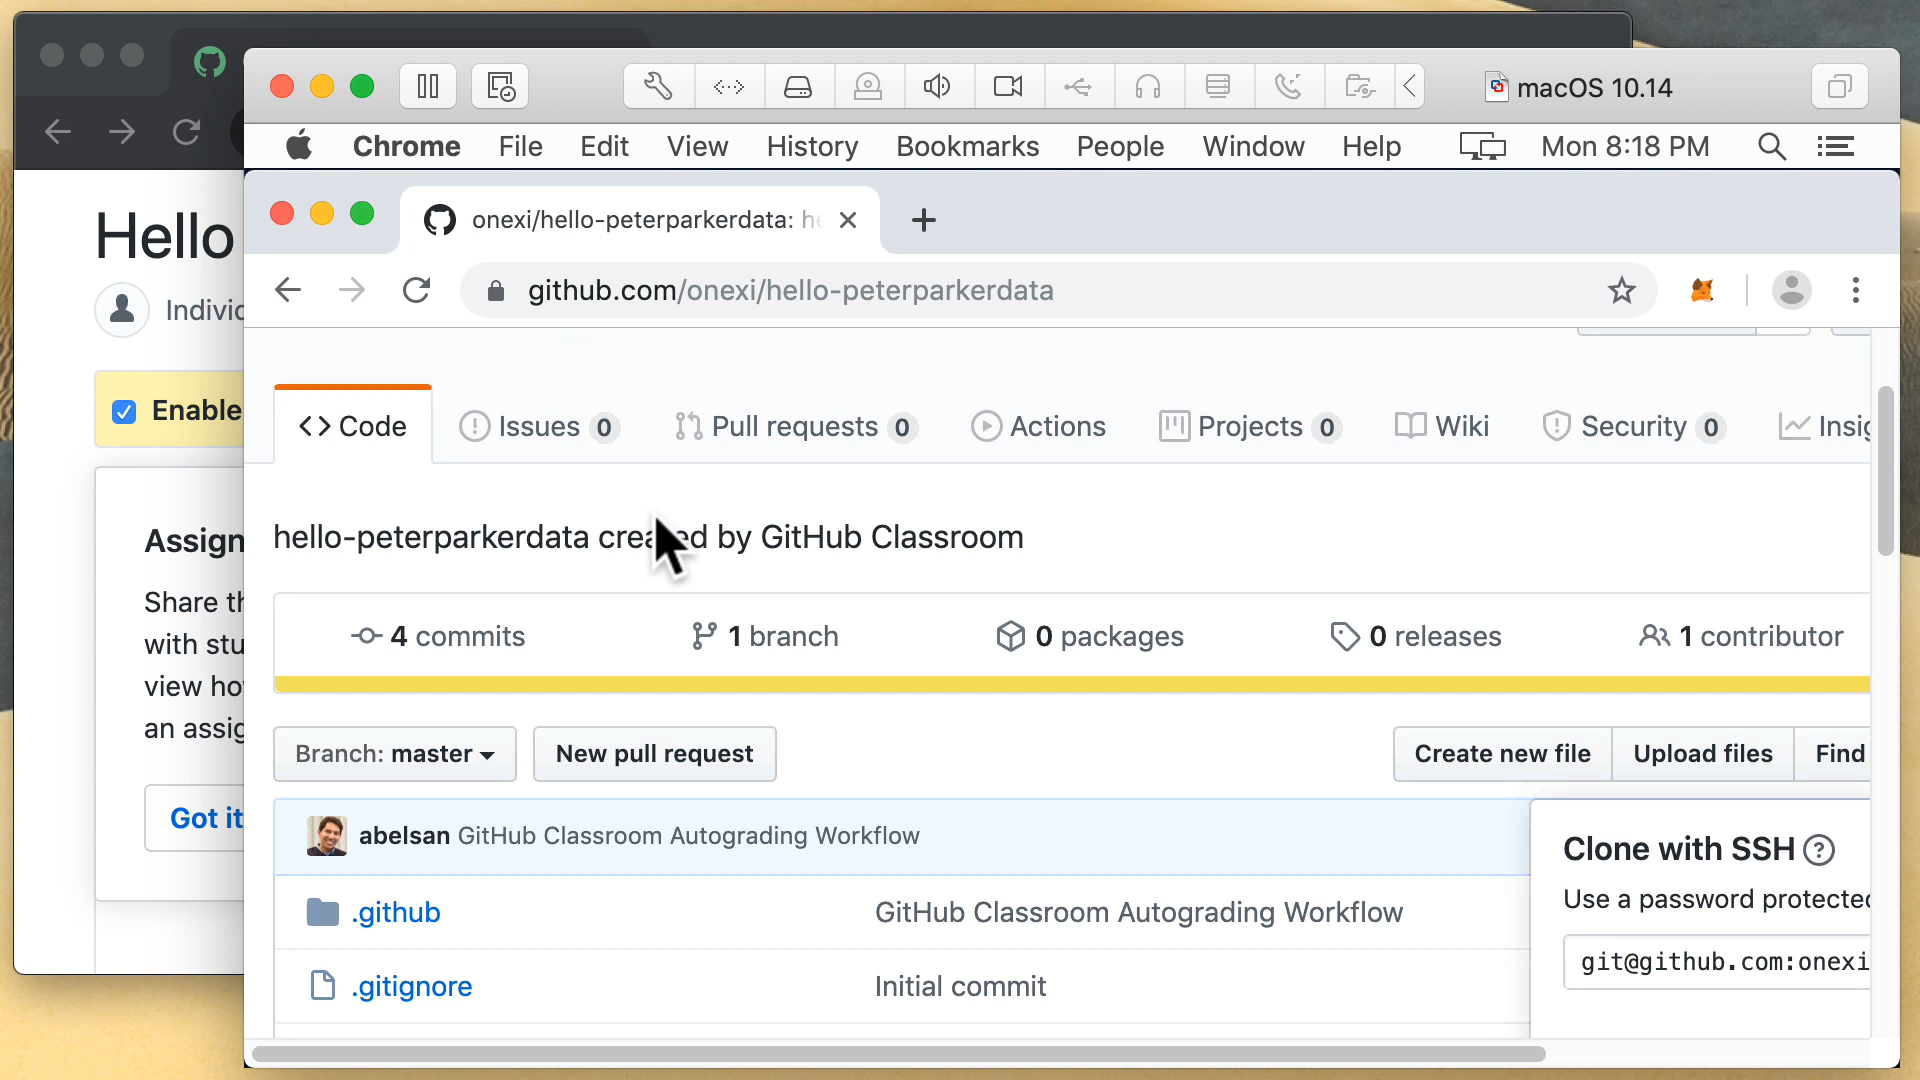 macOS 10.14
Chrome File Edit View History Bookmarks People Window Help Mon 8:18 PM
onexi/hello-peterparkerdata: he
github.com/onexi/hello-peterparkerdata
Hello
Individ
Enable
Assign
Share th
with stu
view ho
an assig
Got it
Code Issues 0 Pull requests 0 Actions Projects 0 Wiki Security 0 Insig
hello-peterparkerdata created by GitHub Classroom
4 commits 1 branch 0 packages 0 releases 1 contributor
Branch: master New pull request Create new file Upload files Find
abelsan GitHub Classroom Autograding Workflow
Clone with SSH ?
Use a password protected
git@github.com:onexi
.github GitHub Classroom Autograding Workflow
.gitignore Initial commit